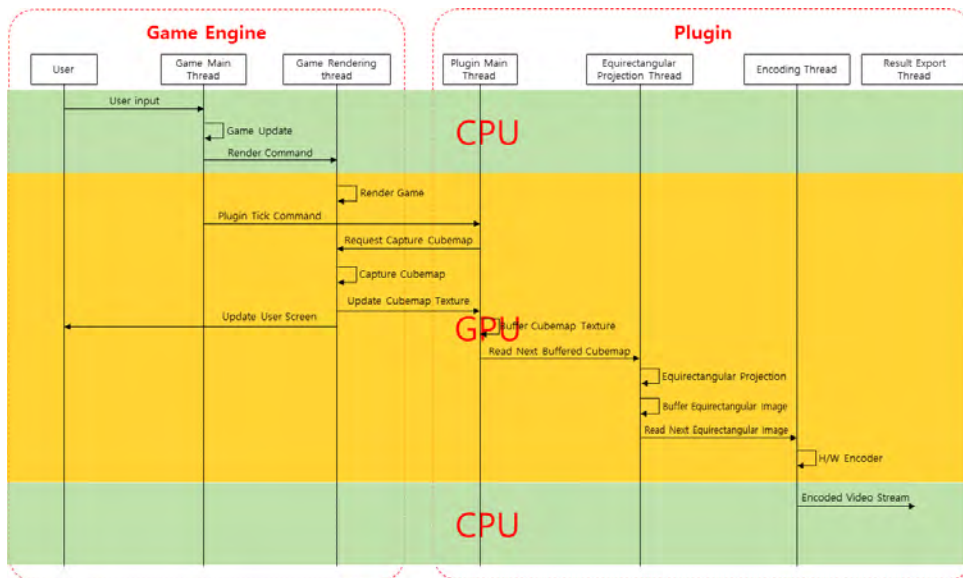 Game Engine
Plugin
User
Game Main
Thread
Game Rendering
thread
Plugin Main
Thread
Equirectangular
Projection Thread
Encoding Thread
Result Export
Thread
User input
CPU
Game Update
Render Command
Render Game
Plugin Tick Command
Request Capture Cubemap
Capture Cubemap
Update Cubemap Texture
Update User Screen
GPU
Buffer Cubemap Texture
Read Next Buffered Cubemap
Equirectangular Projection
Buffer Equirectangular Image
Read Next Equirectangular Image
H/W Encoder
Encoded Video Stream
CPU